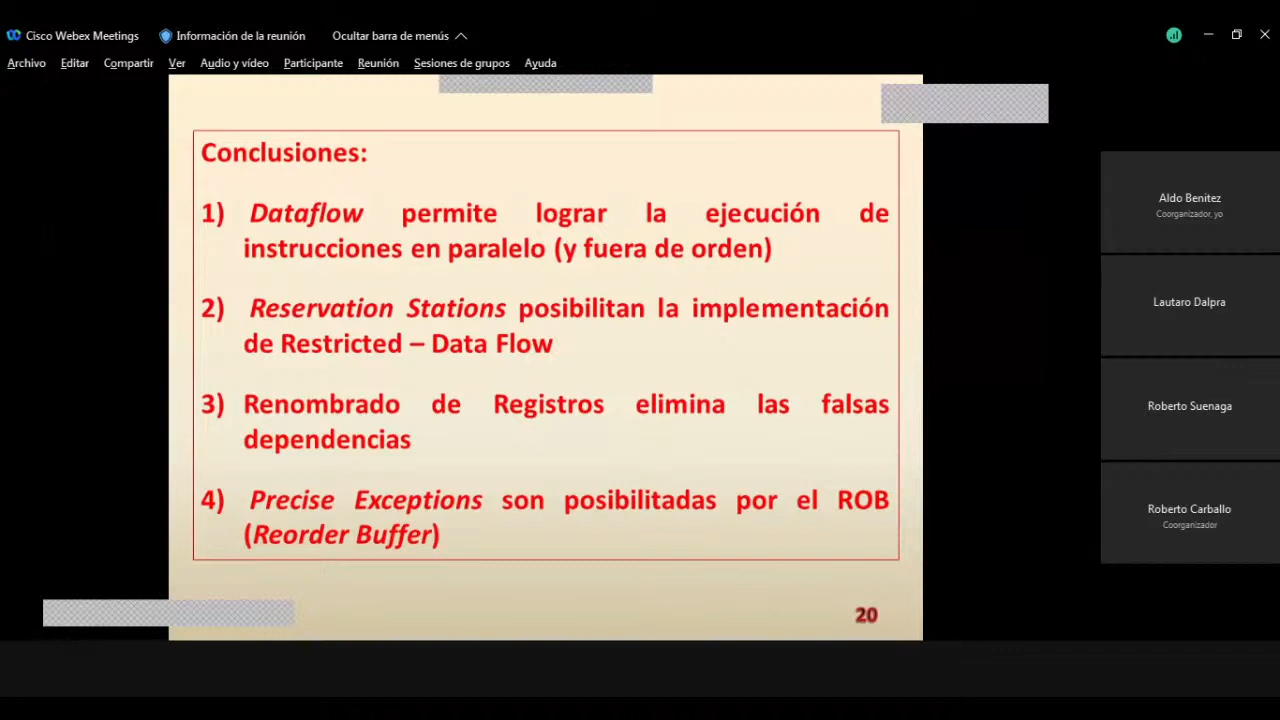 Cisco Webex Meetings Información de la reunión Ocultar barra de menús
Archivo Editar Compartir Ver Audio y vídeo Participante Reunión Sesiones de grupos Ayuda
Conclusiones:
1) Dataflow permite lograr la ejecución de
instrucciones en paralelo (y fuera de orden)
2) Reservation Stations posibilitan la implementación
de Restricted – Data Flow
3) Renombrado de Registros elimina las falsas
dependencias
4) Precise Exceptions son posibilitadas por el ROB
(Reorder Buffer)
20
Aldo Benitez
Coorganizador, yo
Lautaro Dalpra
Roberto Suenaga
Roberto Carballo
Coorganizador